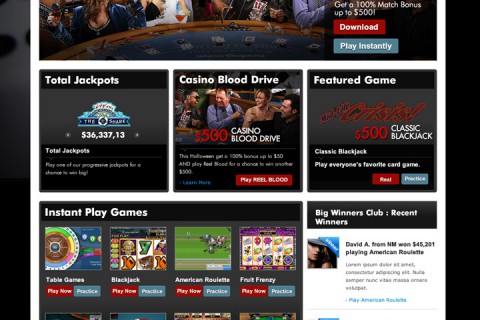 Get a 100% Match Bonus
up to $500!
Download
Play Instantly
Total Jackpots
THE SHARK
$36,337,13
Total Jackpots
Play one of our progressive jackpots for a
chance to win big!
Casino Blood Drive
$500 CASINO
BLOOD DRIVE
This Halloween get a 100% bonus up to $50
AND play Reel Blood for a chance to win another
$500.
› Learn More
Play REEL BLOOD
Featured Game
Crisis!
$500 CLASSIC
BLACKJACK
Classic Blackjack
Play everyone's favorite card game.
Real
Practice
Instant Play Games
Table Games
Play Now
Practice
Blackjack
Play Now
Practice
American Roulette
Play Now
Practice
Fruit Frenzy
Play Now
Practice
Big Winners Club : Recent
Winners
David A. from NM won $45,201
playing American Roulette
Lorem ipsum dolor sit amet,
consectetur adipiscing elit. Nulla
semper nunc vitae massa ornare
volutpat.
› Play American Roulette